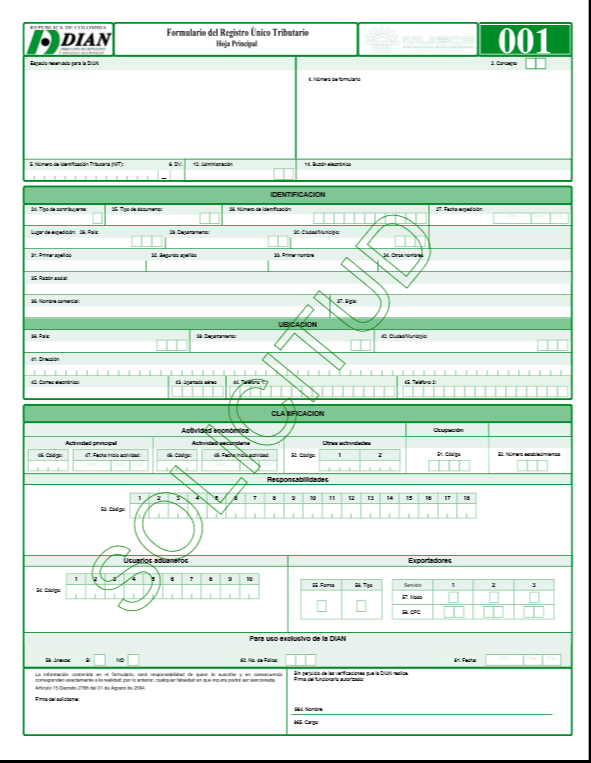 REPUBLICA DE COLOMBIA
DIAN
Formulario del Registro Único Tributario
Hoja Principal
MUISCA
001
Espacio reservado para la DIAN
2. Concepto
4. Número de formulario
5. Número de Identificación Tributaria (NIT):
6. DV.
12. Administración
14. Buzón electrónico
IDENTIFICACION
24. Tipo de contribuyente:
25. Tipo de documento:
26. Número de Identificación:
27. Fecha expedición:
Lugar de expedición: 28. País:
29. Departamento:
30. Ciudad/Municipio:
31. Primer apellido
32. Segundo apellido
33. Primer nombre
34. Otros nombres
35. Razón social:
36. Nombre comercial:
37. Sigla:
UBICACION
38. País:
39. Departamento:
40. Ciudad/Municipio:
41. Dirección
42. Correo electrónico:
43. Apartado aéreo
44. Teléfono 1:
45. Teléfono 2:
CLASIFICACION
Actividad económica
Ocupación
Actividad principal
Actividad secundaria
Otras actividades
46. Código:
47. Fecha inicio actividad:
48. Código:
49. Fecha inicio actividad:
50. Código:
1 2
51. Código
52. Número establecimientos
Responsabilidades
1 2 3 4 5 6 7 8 9 10 11 12 13 14 15 16 17 18
53. Código:
Usuarios aduaneros
Exportadores
1 2 3 4 5 6 7 8 9 10
54. Código:
55. Forma
56. Tipo
Servicio 1 2 3
57. Modo
58. CPC
Para uso exclusivo de la DIAN
59. Anexos: SI NO
60. No. de Folios:
61. Fecha:
La información contenida en el formulario, será responsabilidad de quien lo suscribe y en consecuencia
corresponden exactamente a la realidad; por lo anterior, cualquier falsedad en que incurra podrá ser sancionada.
Artículo 15 Decreto 2788 del 31 de Agosto de 2004.
Firma del solicitante:
Sin perjuicio de las verificaciones que la DIAN realice.
Firma del funcionario autorizado:
984. Nombre
985. Cargo:
SOLICITUD